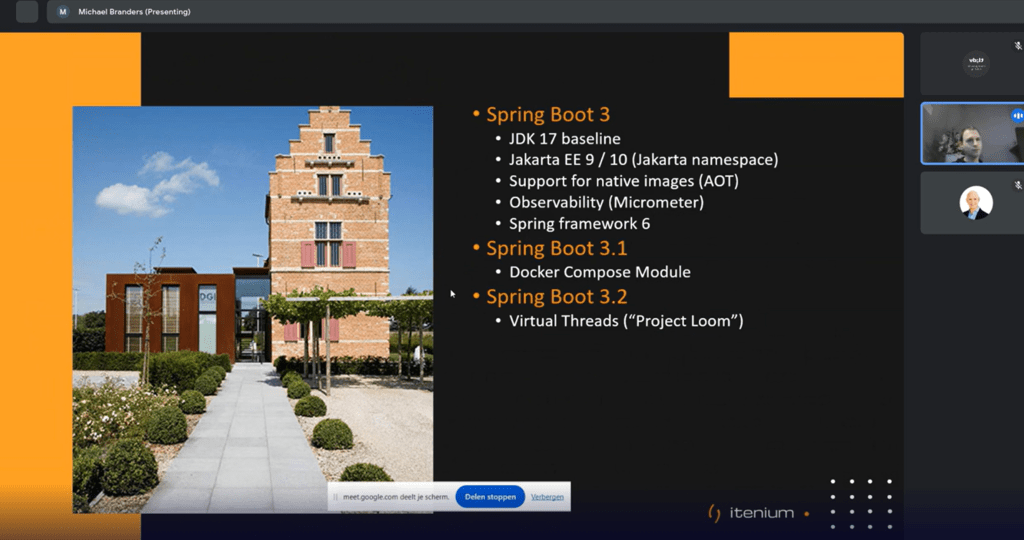 M Michael Branders (Presenting)
• Spring Boot 3
• JDK 17 baseline
• Jakarta EE 9 / 10 (Jakarta namespace)
• Support for native images (AOT)
• Observability (Micrometer)
• Spring framework 6
• Spring Boot 3.1
• Docker Compose Module
• Spring Boot 3.2
• Virtual Threads (“Project Loom”)
DGI
meet.google.com deelt je scherm. Delen stoppen Verbergen
itenium